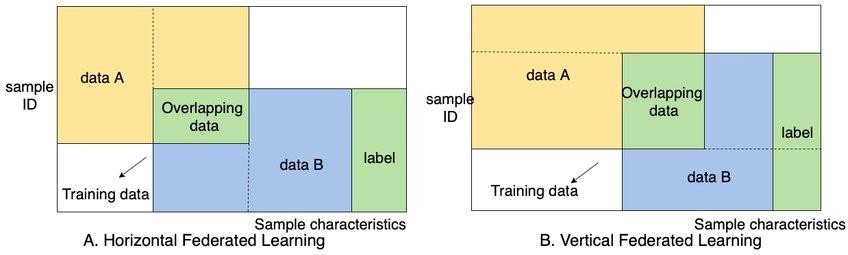 data A
sample
ID
Overlapping
data
data B
label
Training data
Sample characteristics
A. Horizontal Federated Learning
data A
sample
ID
Overlapping
data
label
data B
Training data
Sample characteristics
B. Vertical Federated Learning